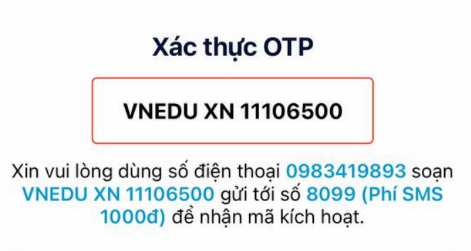 Xác thực OTP
VNEDU XN 11106500
Xin vui lòng dùng số điện thoại 0983419893 soạn
VNEDU XN 11106500 gửi tới số 8099 (Phí SMS
1000đ) để nhận mã kích hoạt.